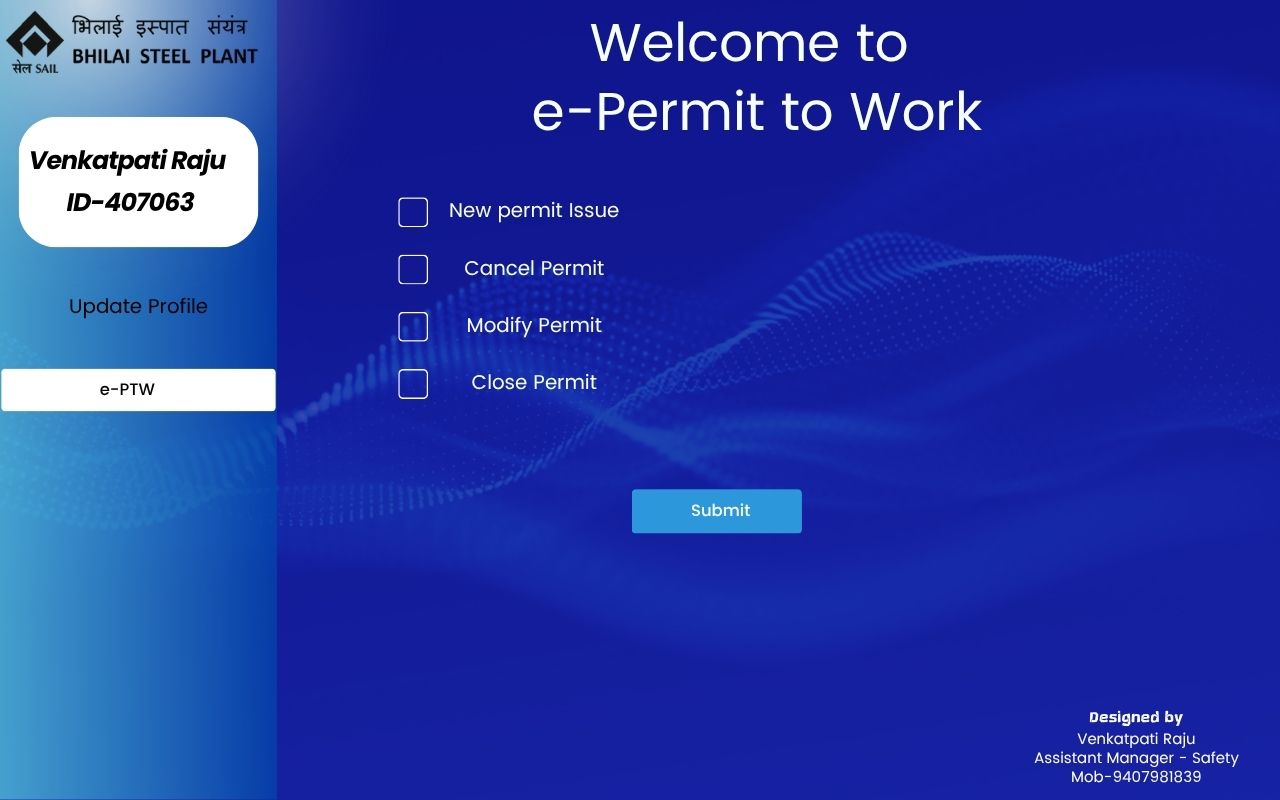 भिलाई इस्पात संयंत्र
BHILAI STEEL PLANT
सेल SAIL
Venkatpati Raju
ID-407063
Update Profile
e-PTW
Welcome to
e-Permit to Work
New permit Issue
Cancel Permit
Modify Permit
Close Permit
Submit
Designed by
Venkatpati Raju
Assistant Manager - Safety
Mob-9407981839